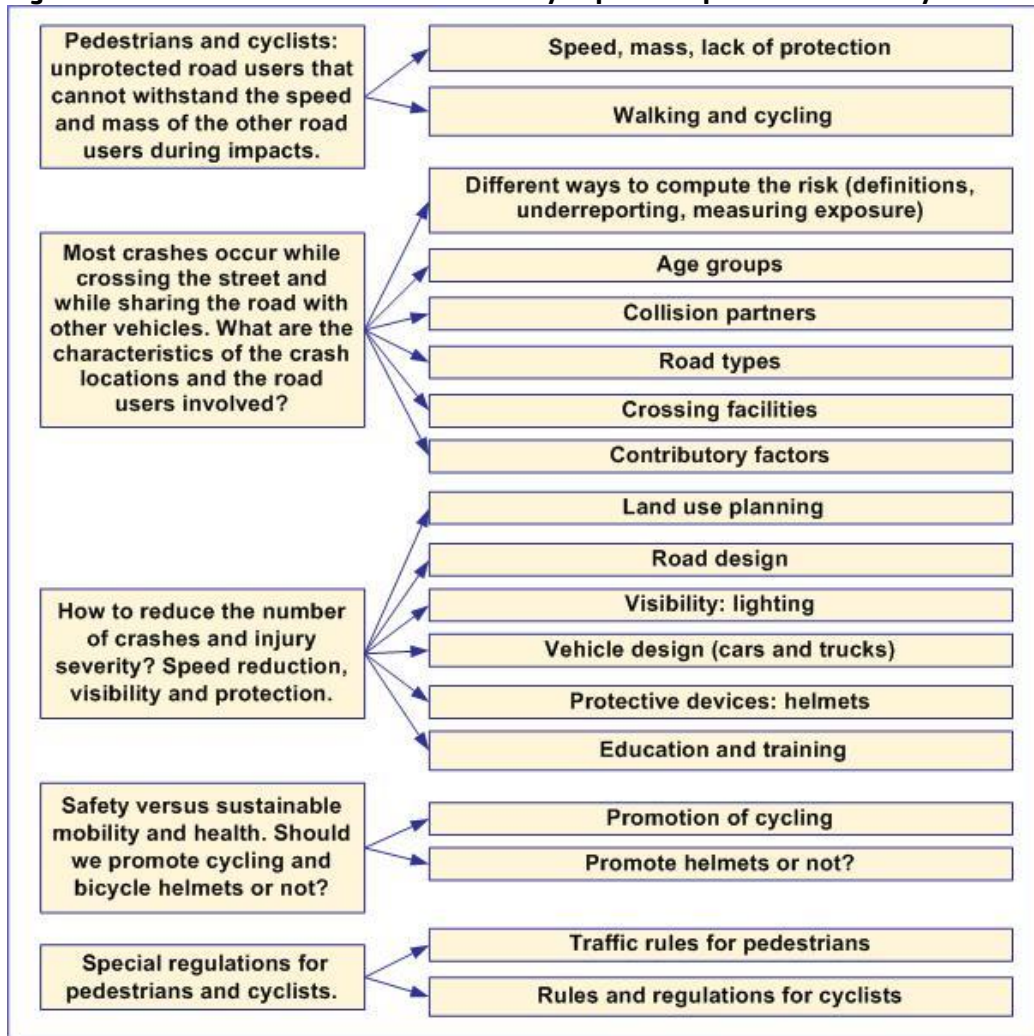 Pedestrians and cyclists:
unprotected road users that
cannot withstand the speed
and mass of the other road
users during impacts.
Speed, mass, lack of protection
Walking and cycling
Most crashes occur while
crossing the street and
while sharing the road with
other vehicles. What are the
characteristics of the crash
locations and the road
users involved?
Different ways to compute the risk (definitions,
underreporting, measuring exposure)
Age groups
Collision partners
Road types
Crossing facilities
Contributory factors
How to reduce the number
of crashes and injury
severity? Speed reduction,
visibility and protection.
Land use planning
Road design
Visibility: lighting
Vehicle design (cars and trucks)
Protective devices: helmets
Education and training
Safety versus sustainable
mobility and health. Should
we promote cycling and
bicycle helmets or not?
Promotion of cycling
Promote helmets or not?
Special regulations for
pedestrians and cyclists.
Traffic rules for pedestrians
Rules and regulations for cyclists